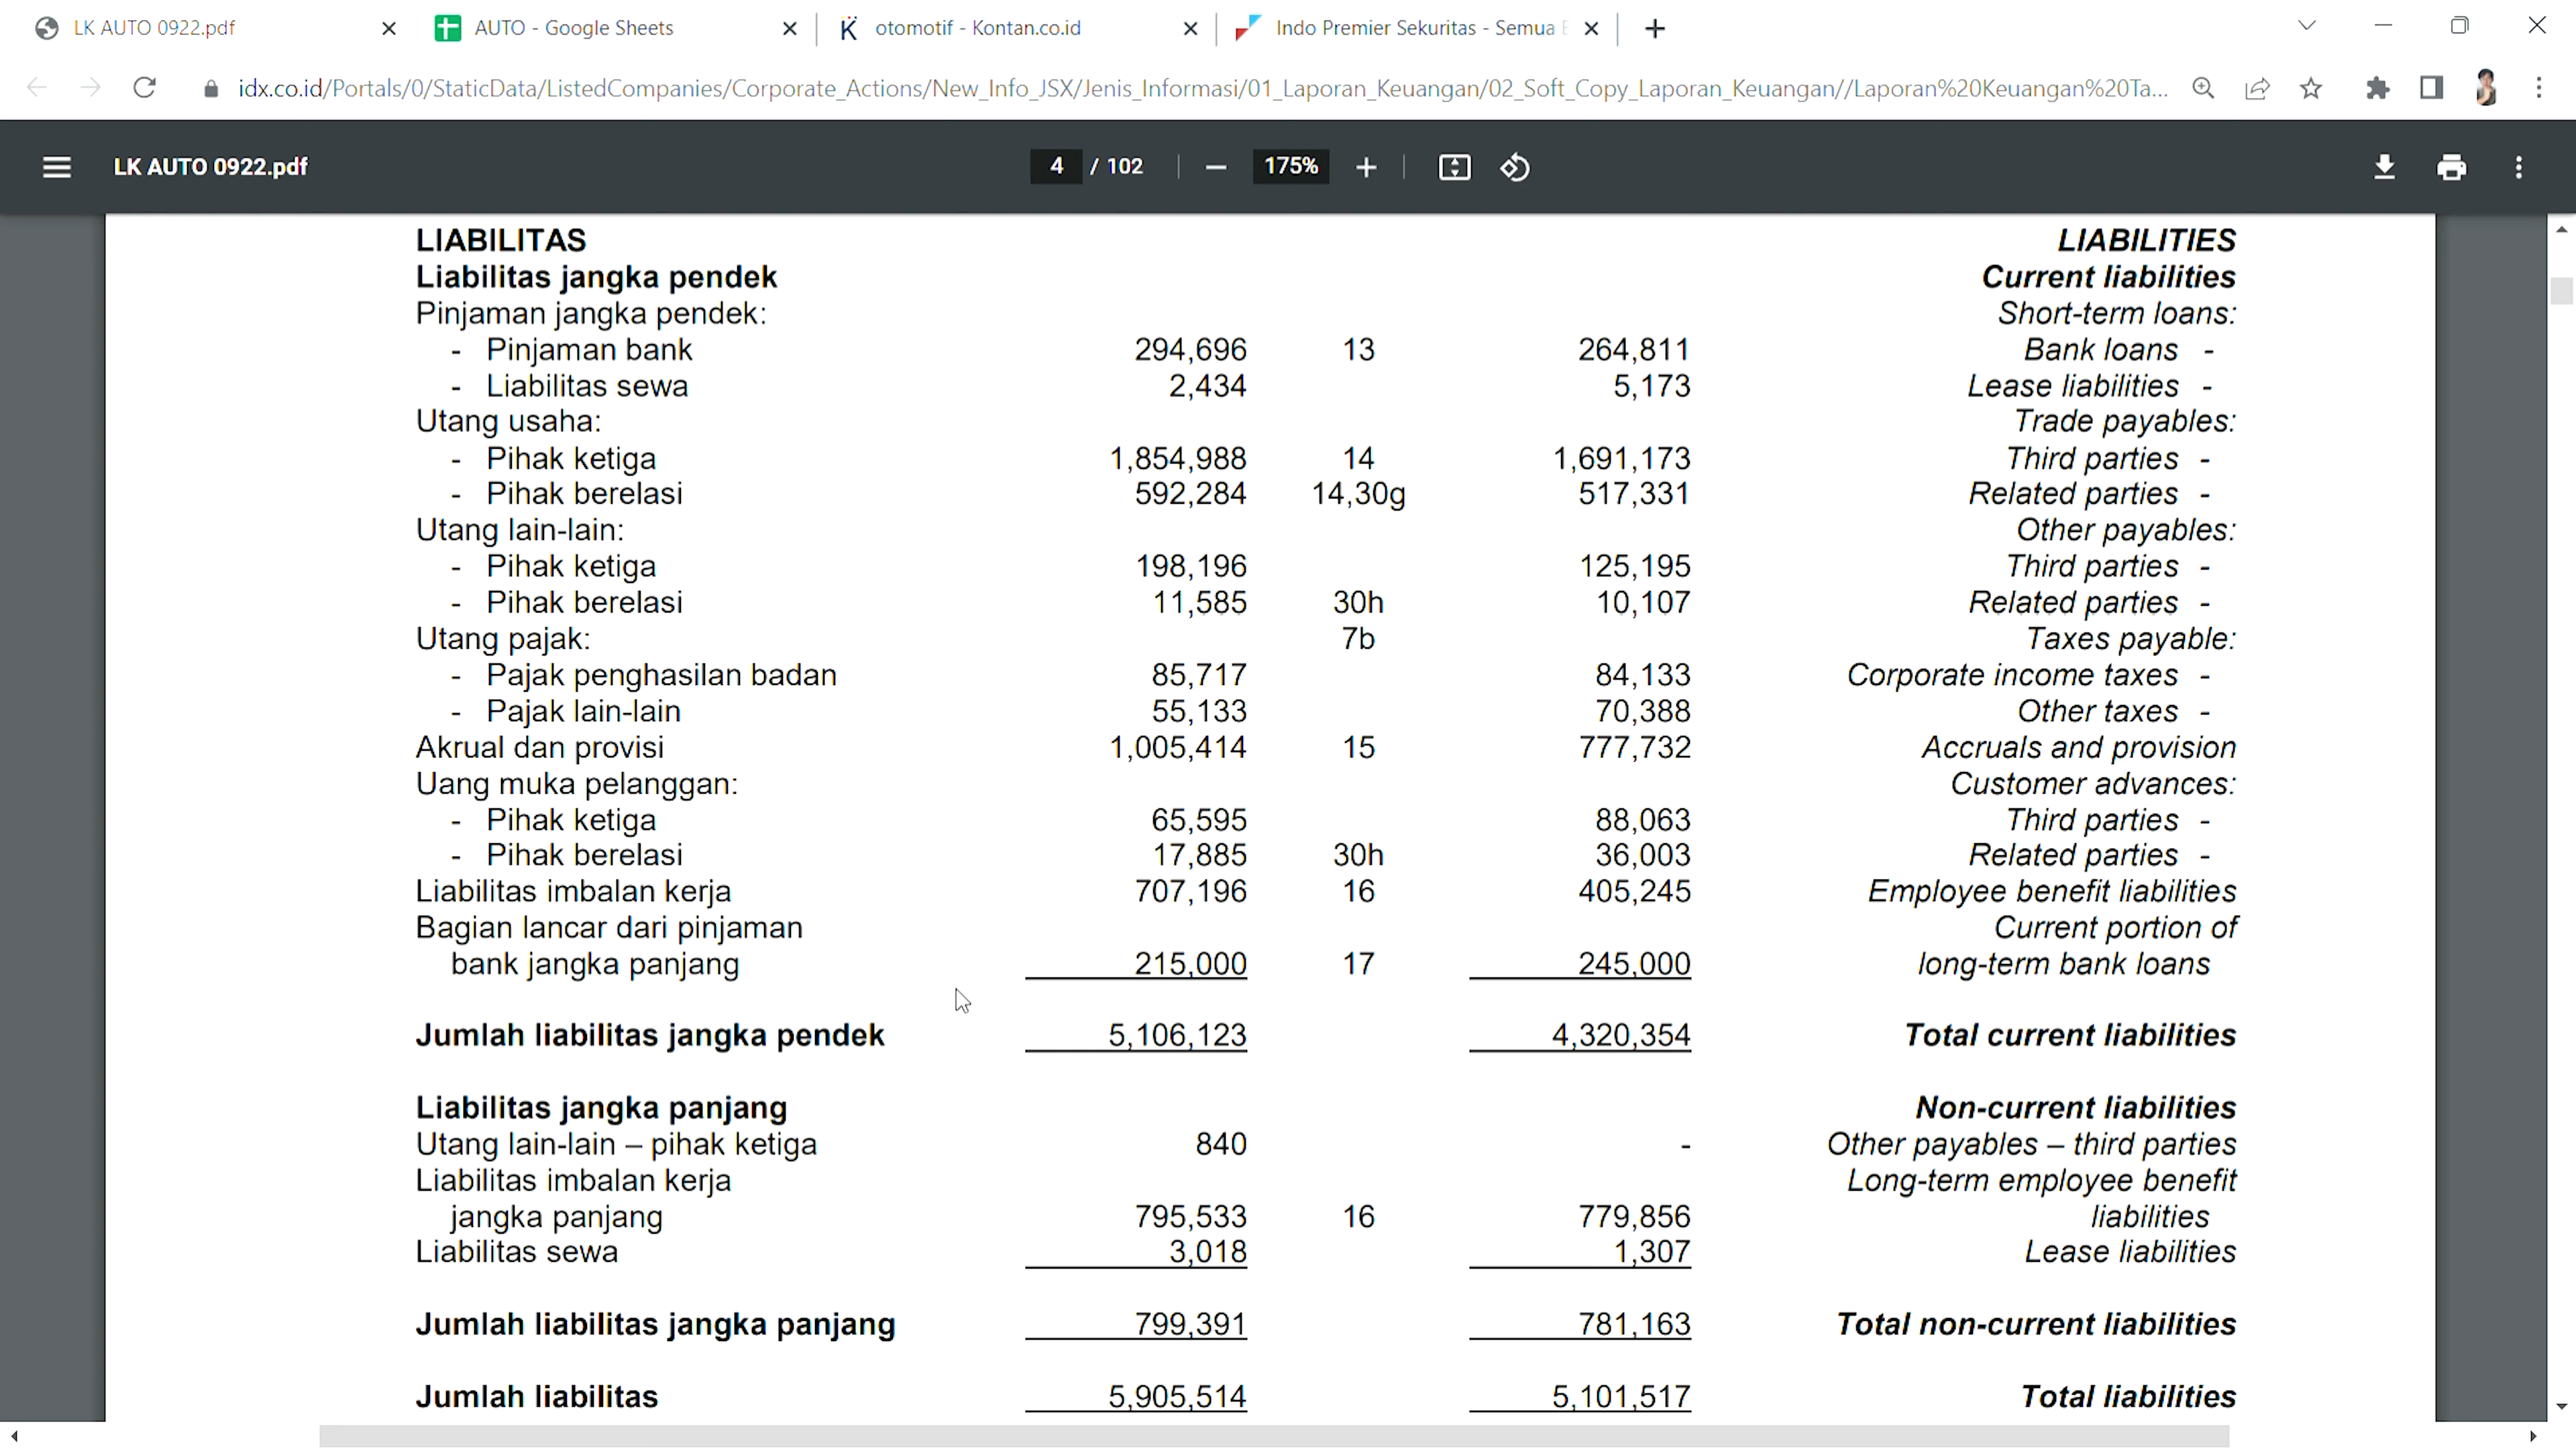 LK AUTO 0922.pdf
AUTO - Google Sheets
otomotif - Kontan.co.id
Indo Premier Sekuritas - Semua
idx.co.id/Portals/0/StaticData/ListedCompanies/Corporate_Actions/New_Info_JSX/Jenis_Informasi/01_Laporan_Keuangan/02_Soft_Copy_Laporan_Keuangan//Laporan%20Keuangan%20Ta...
LK AUTO 0922.pdf 4 / 102 175%
LIABILITAS LIABILITIES
Liabilitas jangka pendek Current liabilities
Pinjaman jangka pendek: Short-term loans:
- Pinjaman bank 294,696 13 264,811 Bank loans -
- Liabilitas sewa 2,434 5,173 Lease liabilities -
Utang usaha: Trade payables:
- Pihak ketiga 1,854,988 14 1,691,173 Third parties -
- Pihak berelasi 592,284 14,30g 517,331 Related parties -
Utang lain-lain: Other payables:
- Pihak ketiga 198,196 125,195 Third parties -
- Pihak berelasi 11,585 30h 10,107 Related parties -
Utang pajak: 7b Taxes payable:
- Pajak penghasilan badan 85,717 84,133 Corporate income taxes -
- Pajak lain-lain 55,133 70,388 Other taxes -
Akrual dan provisi 1,005,414 15 777,732 Accruals and provision
Uang muka pelanggan: Customer advances:
- Pihak ketiga 65,595 88,063 Third parties -
- Pihak berelasi 17,885 30h 36,003 Related parties -
Liabilitas imbalan kerja 707,196 16 405,245 Employee benefit liabilities
Bagian lancar dari pinjaman Current portion of
bank jangka panjang 215,000 17 245,000 long-term bank loans
Jumlah liabilitas jangka pendek 5,106,123 4,320,354 Total current liabilities
Liabilitas jangka panjang Non-current liabilities
Utang lain-lain – pihak ketiga 840 - Other payables – third parties
Liabilitas imbalan kerja Long-term employee benefit
jangka panjang 795,533 16 779,856 liabilities
Liabilitas sewa 3,018 1,307 Lease liabilities
Jumlah liabilitas jangka panjang 799,391 781,163 Total non-current liabilities
Jumlah liabilitas 5,905,514 5,101,517 Total liabilities